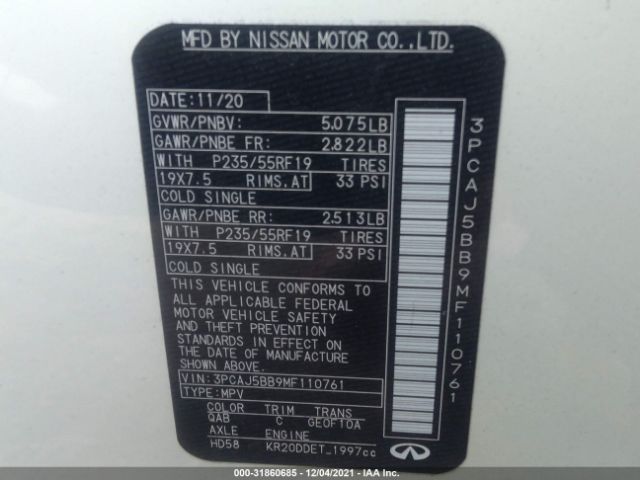 MFD BY NISSAN MOTOR CO.,LTD.
DATE: 11/20
GVWR/PNBV: 5.075LB
GAWR/PNBE FR: 2.822LB
WITH P235/55RF19 TIRES
19X7.5 RIMS.AT 33 PSI
COLD SINGLE
GAWR/PNBE RR: 2.513LB
WITH P235/55RF19 TIRES
19X7.5 RIMS.AT 33 PSI
COLD SINGLE
THIS VEHICLE CONFORMS TO
ALL APPLICABLE FEDERAL
MOTOR VEHICLE SAFETY
AND THEFT PREVENTION
STANDARDS IN EFFECT ON
THE DATE OF MANUFACTURE
SHOWN ABOVE.
VIN: 3PCAJ5BB9MF110761
TYPE: MPV
COLOR TRIM TRANS
QAB C GE0F10A
AXLE ENGINE
HD58 KR20DDET_1997cc
3PCAJ5BB9MF110761
000-31860685 - 12/04/2021 - iaai.ca